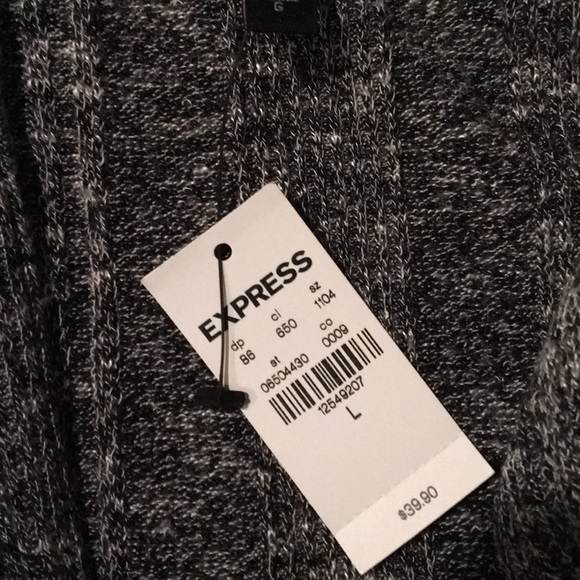 G
EXPRESS
dp cl sz
86 650 1104
st co
06504430 0009
12549207
L
$39.90